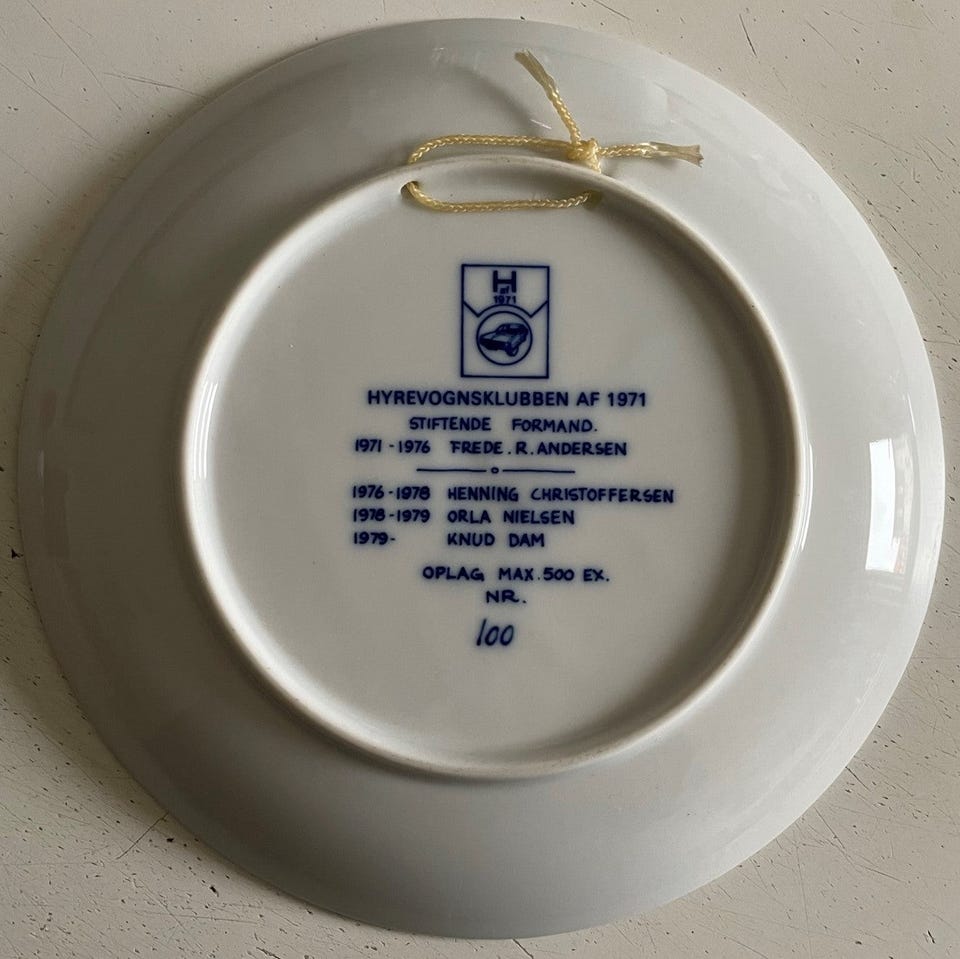 H
af
1971
HYREVOGNSKLUBBEN AF 1971
STIFTENDE FORMAND.
1971-1976 FREDE.R.ANDERSEN
1976-1978 HENNING CHRISTOFFERSEN
1978-1979 ORLA NIELSEN
1979- KNUD DAM
OPLAG MAX.500 EX.
NR.
100